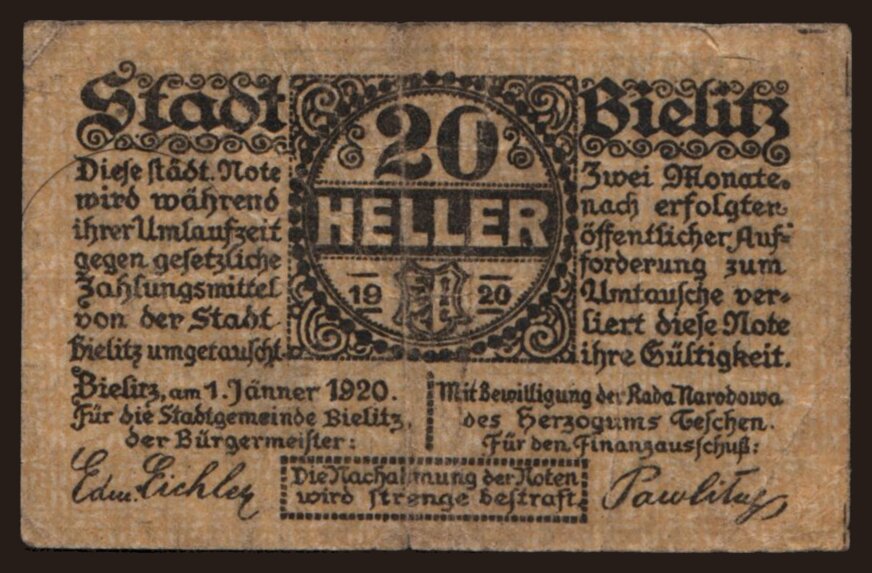 Stadt
Diese städt. Note
wird während
ihrer Umlaufzeit
gegen gesetzliche
Zahlungsmittel
von der Stadt
Bielitz umgetauscht.
20
HELLER
19 20
Bielitz
Zwei Monate
nach erfolgter
öffentlicher Auf-
forderung zum
Umtausche ver-
liert diese Note
ihre Gültigkeit.
Bielitz, am 1. Jänner 1920.
Für die Stadtgemeinde Bielitz,
der Bürgermeister:
Edm. Eichler
Mit Bewilligung der Rada Narodowa
des Herzogums Teschen.
Für den Finanzausschuß:
Die Nachahmung der Noten
wird strenge bestraft.